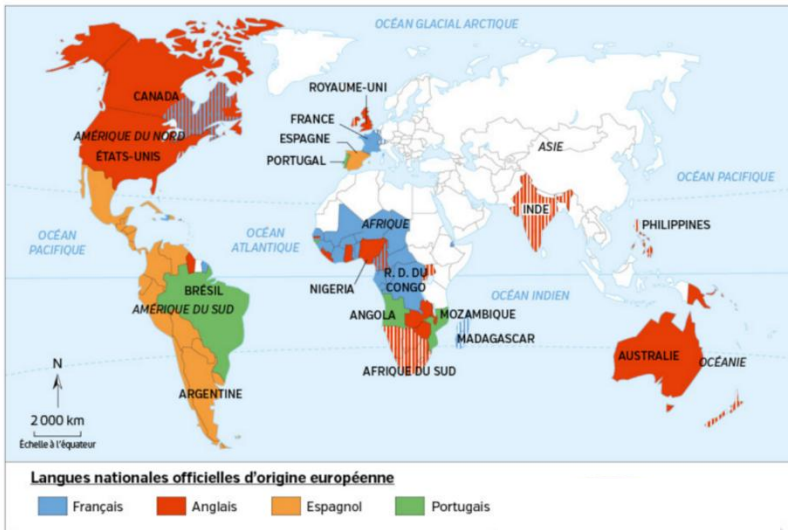 OCÉAN GLACIAL ARCTIQUE
ROYAUME-UNI
CANADA
FRANCE
AMÉRIQUE DU NORD
ESPAGNE
ASIE
ÉTATS-UNIS
PORTUGAL
OCÉAN PACIFIQUE
INDE
AFRIQUE
PHILIPPINES
OCÉAN
PACIFIQUE
OCÉAN
ATLANTIQUE
R. D. DU
CONGO
NIGERIA
BRÉSIL
OCÉAN INDIEN
AMÉRIQUE DU SUD
ANGOLA
MOZAMBIQUE
MADAGASCAR
AUSTRALIE
OCÉANIE
N
AFRIQUE DU SUD
ARGENTINE
2 000 km
Échelle à l'équateur
Langues nationales officielles d'origine européenne
Français
Anglais
Espagnol
Portugais